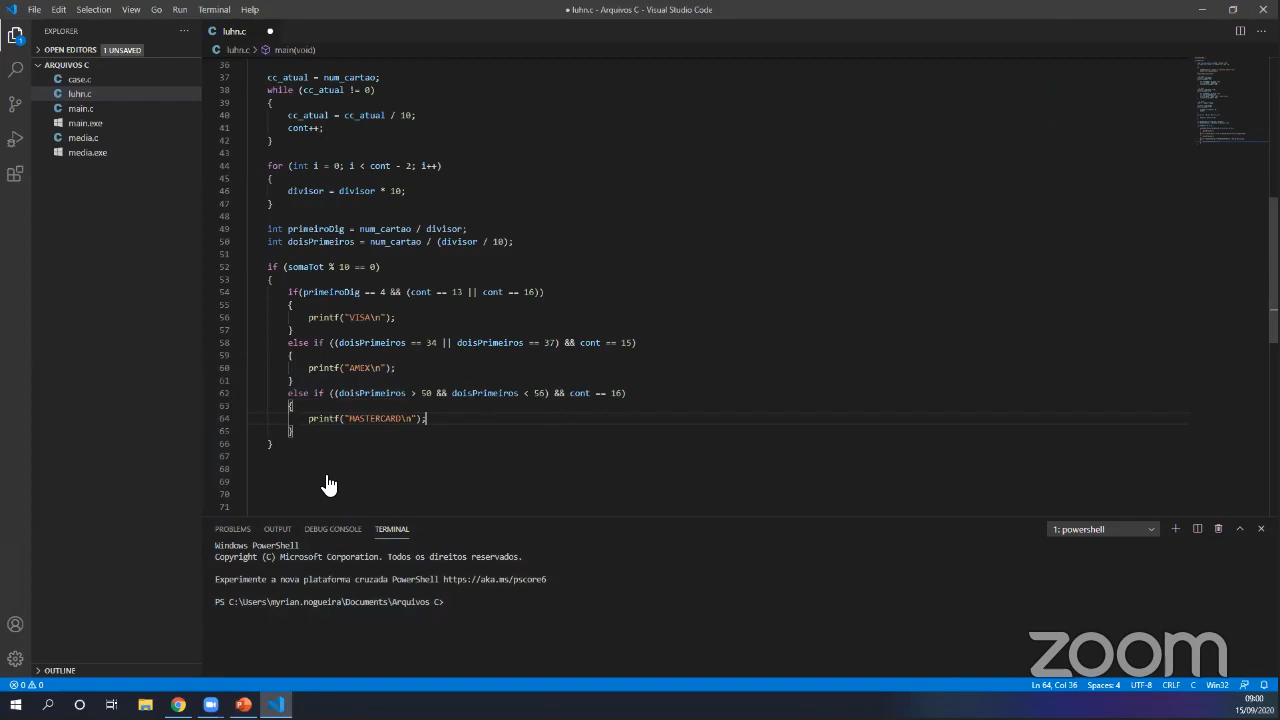 File Edit Selection View Go Run Terminal Help
● luhn.c - Arquivos C - Visual Studio Code
EXPLORER
OPEN EDITORS 1 UNSAVED
ARQUIVOS C
C case.c
C luhn.c
C main.c
main.exe
C media.c
media.exe
OUTLINE
C luhn.c ●
C luhn.c > main(void)
36
37 cc_atual = num_cartao;
38 while (cc_atual != 0)
39 {
40 cc_atual = cc_atual / 10;
41 cont++;
42 }
43
44 for (int i = 0; i < cont - 2; i++)
45 {
46 divisor = divisor * 10;
47 }
48
49 int primeiroDig = num_cartao / divisor;
50 int doisPrimeiros = num_cartao / (divisor / 10);
51
52 if (somaTot % 10 == 0)
53 {
54 if(primeiroDig == 4 && (cont == 13 || cont == 16))
55 {
56 printf("VISA\n");
57 }
58 else if ((doisPrimeiros == 34 || doisPrimeiros == 37) && cont == 15)
59 {
60 printf("AMEX\n");
61 }
62 else if ((doisPrimeiros > 50 && doisPrimeiros < 56) && cont == 16)
63 {
64 printf("MASTERCARD\n");
65 }
66 }
67
68
69
70
71
PROBLEMS OUTPUT DEBUG CONSOLE TERMINAL 1: powershell
Windows PowerShell
Copyright (C) Microsoft Corporation. Todos os direitos reservados.
Experimente a nova plataforma cruzada PowerShell https://aka.ms/pscore6
PS C:\Users\myrian.nogueira\Documents\Arquivos C>
zoom
0 0 Ln 64, Col 36 Spaces: 4 UTF-8 CRLF C Win32
09:00
15/09/2020